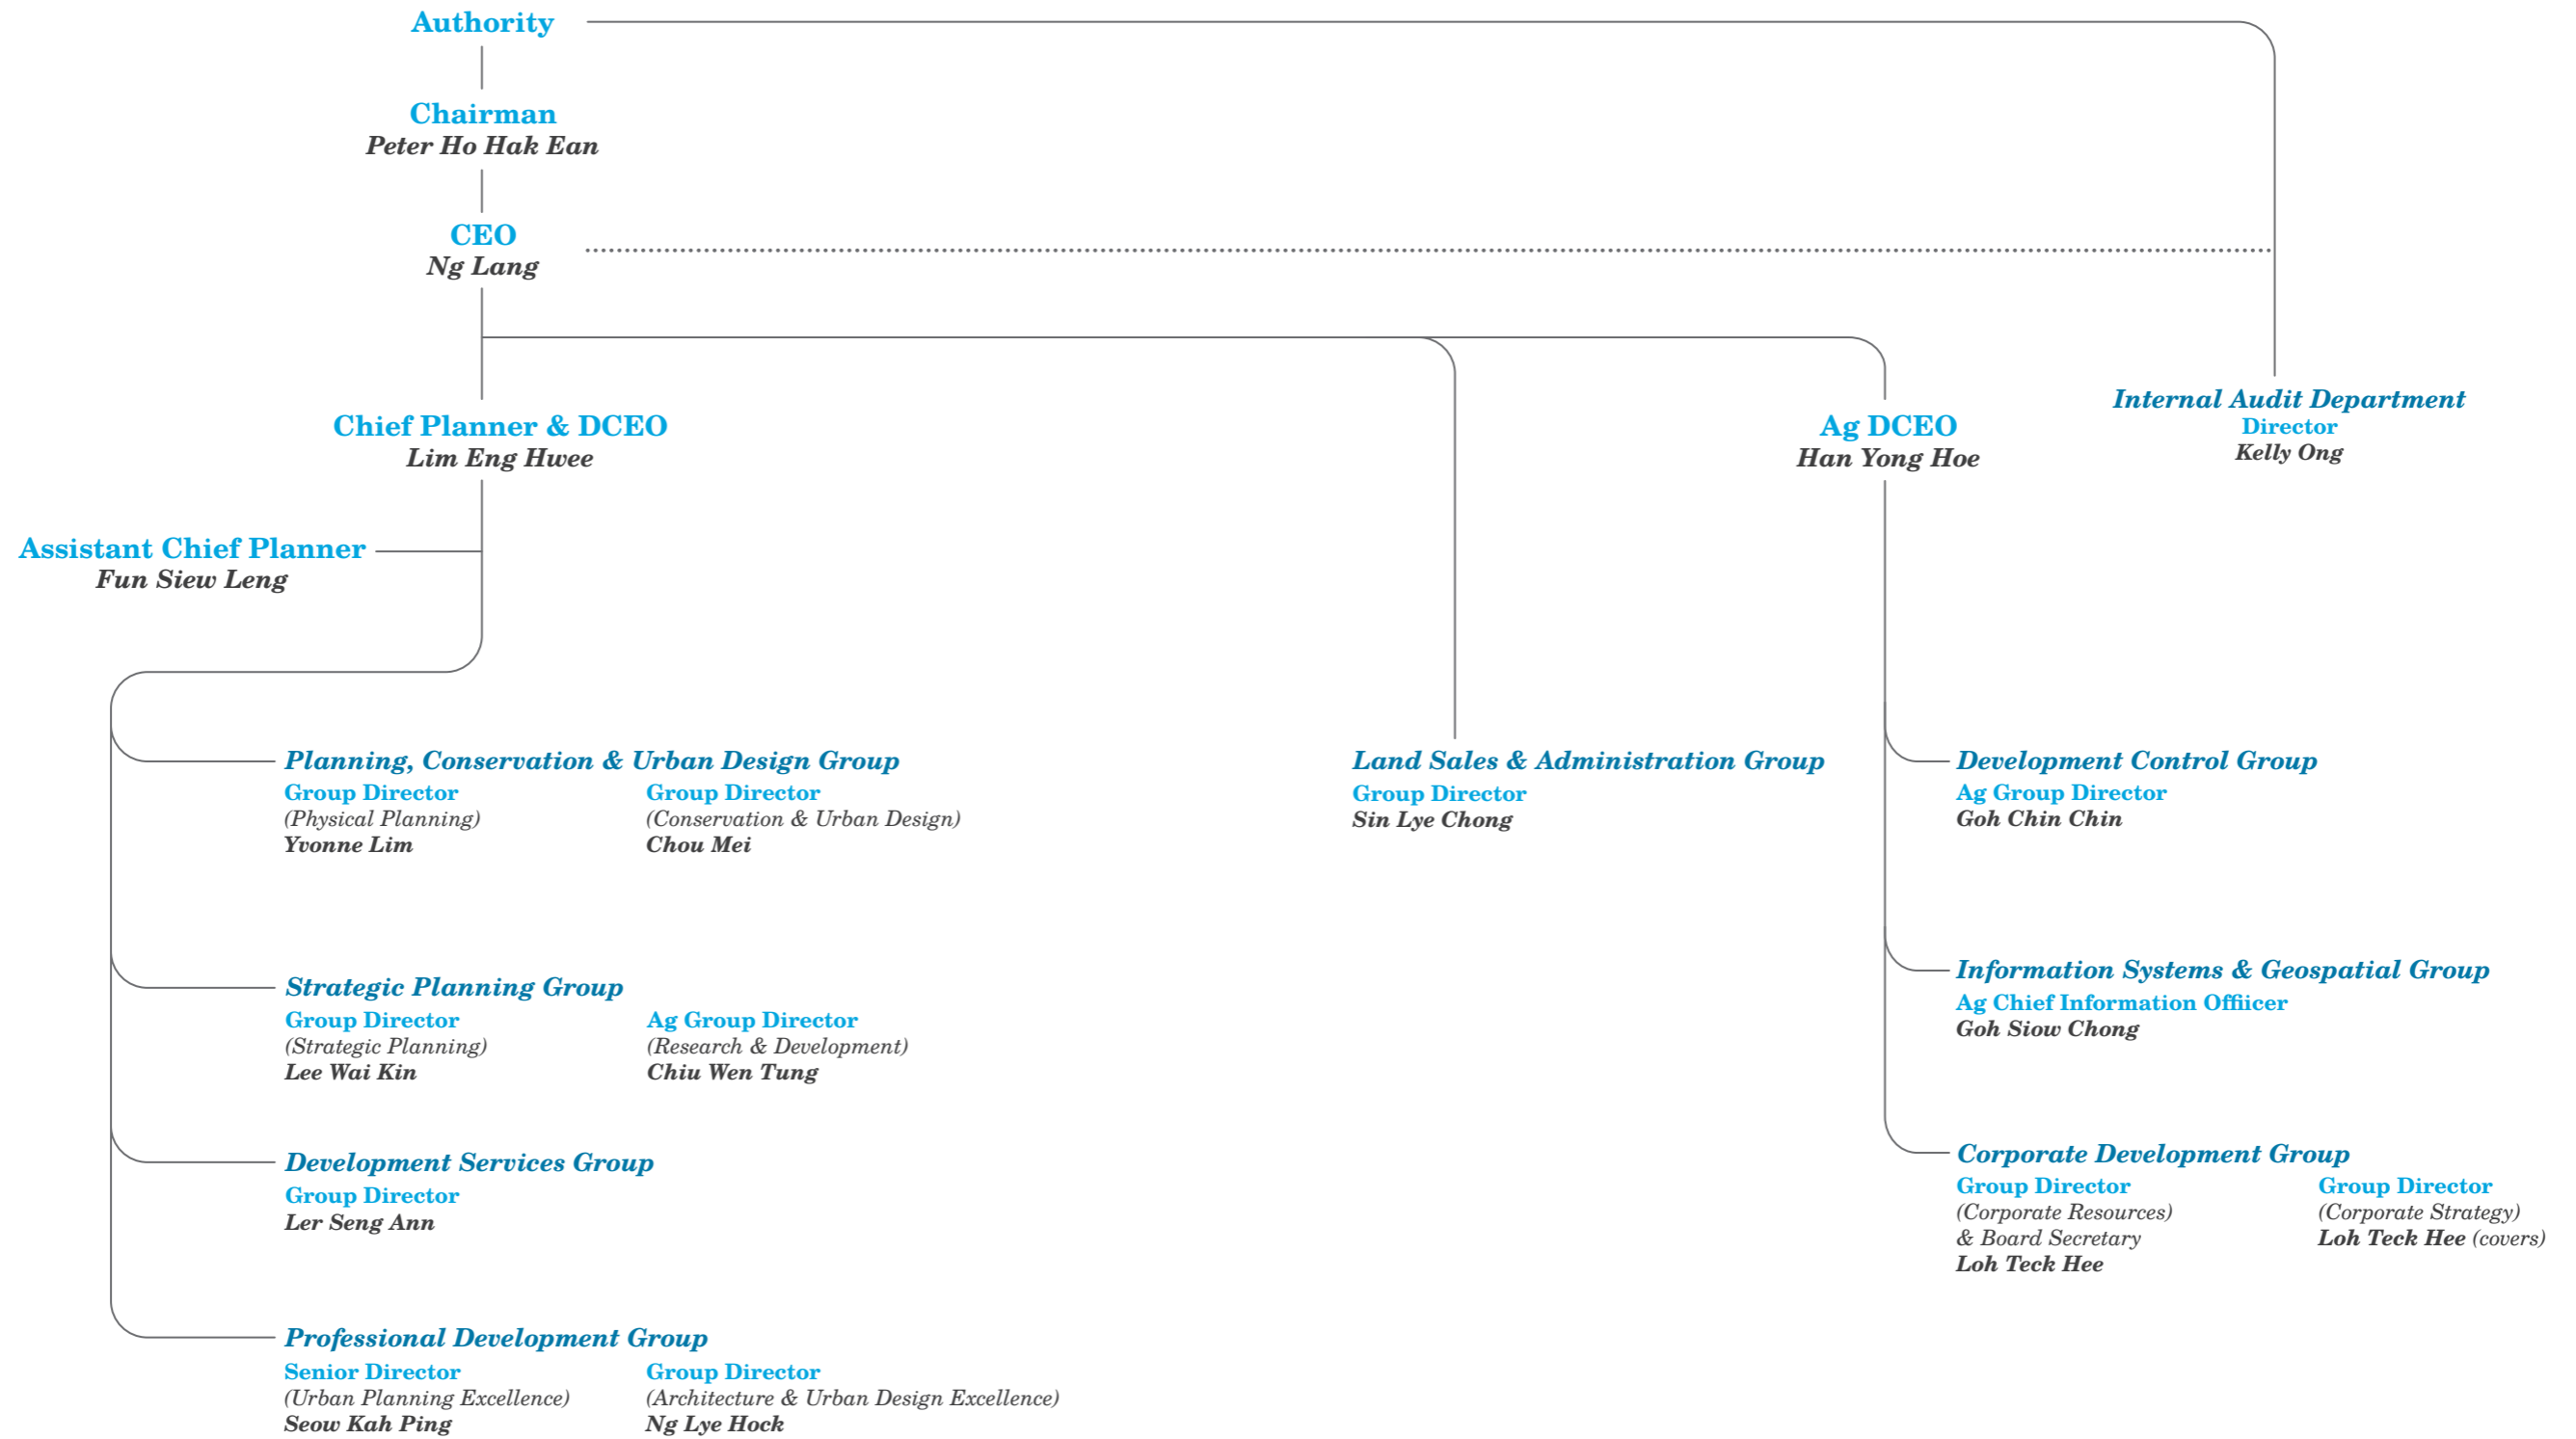 Authority
Chairman
Peter Ho Hak Ean
CEO
Ng Lang
Chief Planner & DCEO
Lim Eng Hwee
Ag DCEO
Han Yong Hoe
Internal Audit Department
Director
Kelly Ong
Assistant Chief Planner
Fun Siew Leng
Planning, Conservation & Urban Design Group
Group Director
(Physical Planning)
Yvonne Lim
Group Director
(Conservation & Urban Design)
Chou Mei
Strategic Planning Group
Group Director
(Strategic Planning)
Lee Wai Kin
Ag Group Director
(Research & Development)
Chiu Wen Tung
Development Services Group
Group Director
Ler Seng Ann
Professional Development Group
Senior Director
(Urban Planning Excellence)
Seow Kah Ping
Group Director
(Architecture & Urban Design Excellence)
Ng Lye Hock
Land Sales & Administration Group
Group Director
Sin Lye Chong
Development Control Group
Ag Group Director
Goh Chin Chin
Information Systems & Geospatial Group
Ag Chief Information Offiicer
Goh Siow Chong
Corporate Development Group
Group Director
(Corporate Resources)
& Board Secretary
Loh Teck Hee
Group Director
(Corporate Strategy)
Loh Teck Hee (covers)